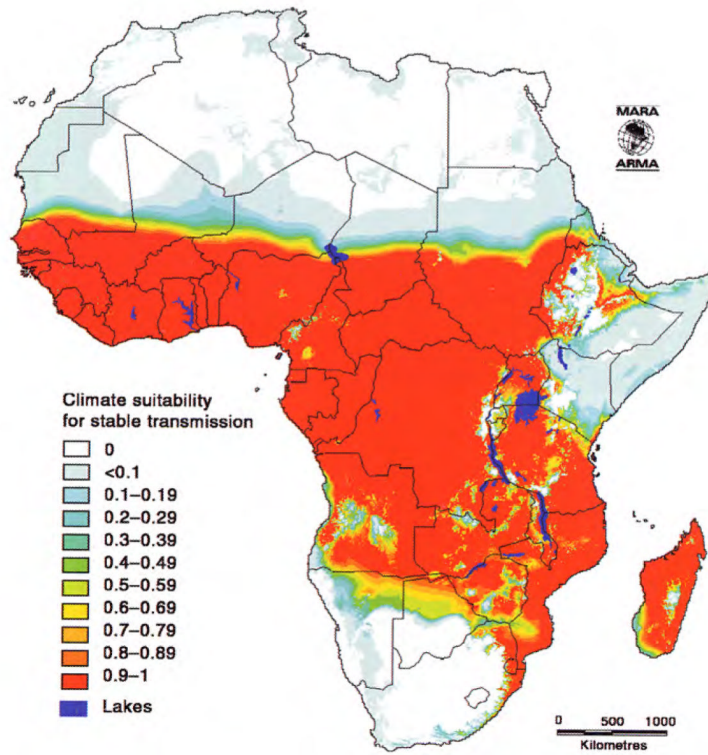 MARA
ARMA
Climate suitability
for stable transmission
0
<0.1
0.1–0.19
0.2–0.29
0.3–0.39
0.4–0.49
0.5–0.59
0.6–0.69
0.7–0.79
0.8–0.89
0.9–1
Lakes
0 500 1000
Kilometres